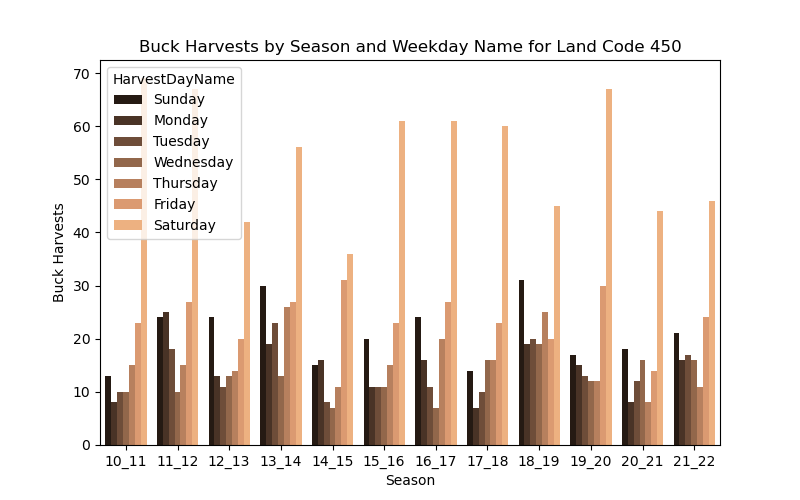 Buck Harvests by Season and Weekday Name for Land Code 450
HarvestDayName
Sunday
Monday
Tuesday
Wednesday
Thursday
Friday
Saturday
70
60
50
40
30
20
10
0
Buck Harvests
10_11 11_12 12_13 13_14 14_15 15_16 16_17 17_18 18_19 19_20 20_21 21_22
Season